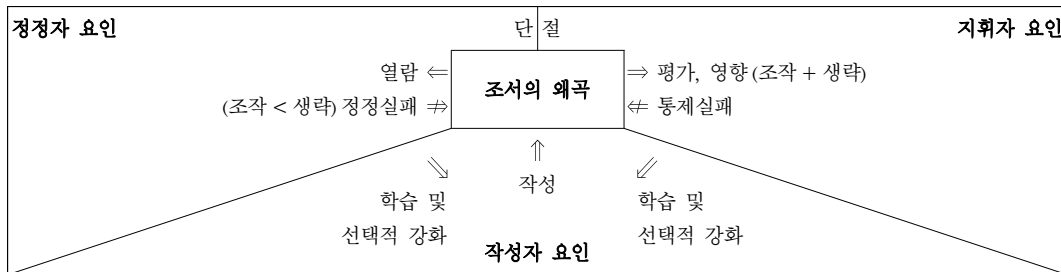 정정자 요인
단 절
지휘자 요인
열람 ⇐
조서의 왜곡
⇒ 평가, 영향 (조작 + 생략)
(조작 < 생략) 정정실패 ⇏
⇍ 통제실패
⇘ ⇑ ⇙
작성
학습 및
선택적 강화
학습 및
선택적 강화
작성자 요인